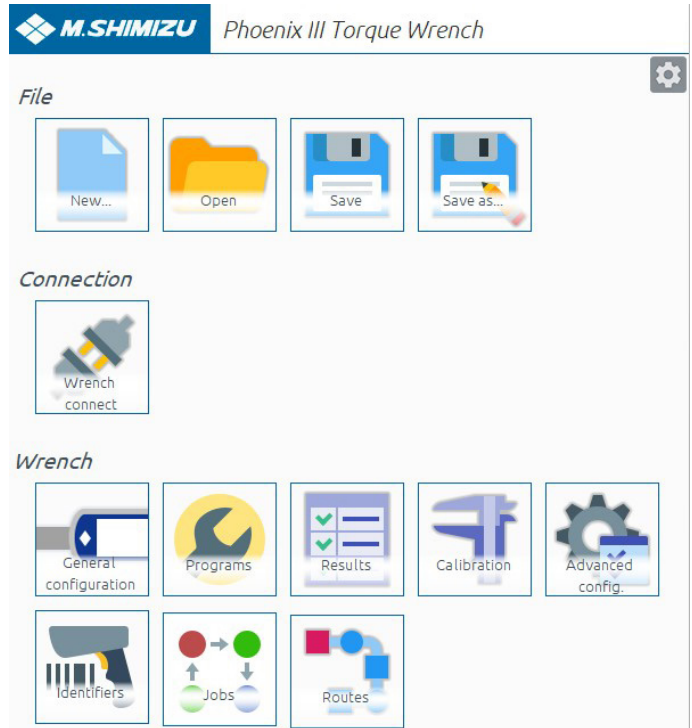 M.SHIMIZU Phoenix III Torque Wrench
File
New...
Open
Save
Save as...
Connection
Wrench
connect
Wrench
General
configuration
Programs
Results
Calibration
Advanced
config.
Identifiers
Jobs
Routes